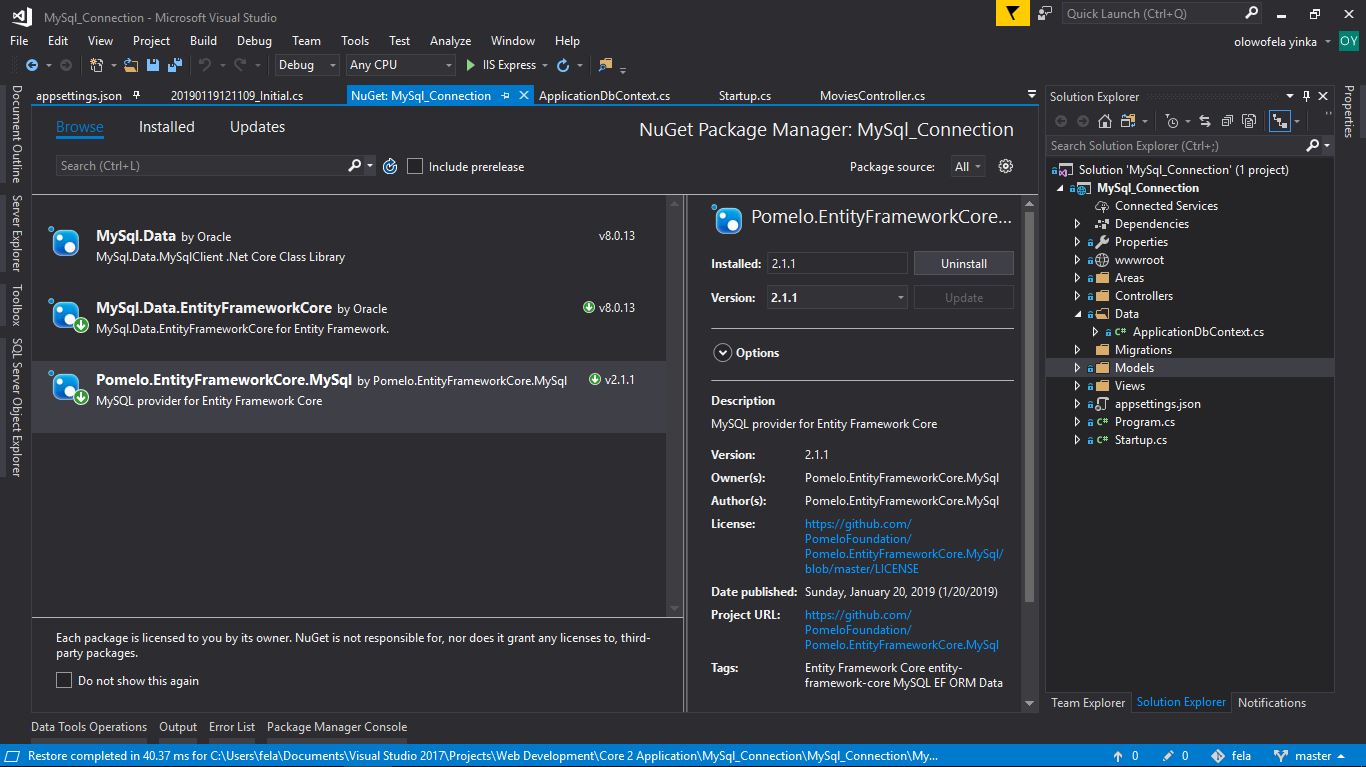 MySql_Connection - Microsoft Visual Studio
Quick Launch (Ctrl+Q)
File Edit View Project Build Debug Team Tools Test Analyze Window Help
olowofela yinka OY
Debug Any CPU IIS Express
Document Outline
Server Explorer
Toolbox
SQL Server Object Explorer
appsettings.json 20190119121109_Initial.cs NuGet: MySql_Connection ApplicationDbContext.cs Startup.cs MoviesController.cs
Browse Installed Updates
NuGet Package Manager: MySql_Connection
Search (Ctrl+L)
Include prerelease
Package source: All
MySql.Data by Oracle v8.0.13
MySql.Data.MySqlClient .Net Core Class Library
MySql.Data.EntityFrameworkCore by Oracle v8.0.13
MySql.Data.EntityFrameworkCore for Entity Framework.
Pomelo.EntityFrameworkCore.MySql by Pomelo.EntityFrameworkCore.MySql v2.1.1
MySQL provider for Entity Framework Core
Each package is licensed to you by its owner. NuGet is not responsible for, nor does it grant any licenses to, third-
party packages.
Do not show this again
Pomelo.EntityFrameworkCore...
Installed: 2.1.1 Uninstall
Version: 2.1.1 Update
Options
Description
MySQL provider for Entity Framework Core
Version: 2.1.1
Owner(s): Pomelo.EntityFrameworkCore.MySql
Author(s): Pomelo.EntityFrameworkCore.MySql
License: https://github.com/
PomeloFoundation/
Pomelo.EntityFrameworkCore.MySql/
blob/master/LICENSE
Date published: Sunday, January 20, 2019 (1/20/2019)
Project URL: https://github.com/
PomeloFoundation/
Pomelo.EntityFrameworkCore.MySql
Tags: Entity Framework Core entity-
framework-core MySQL EF ORM Data
Solution Explorer
Search Solution Explorer (Ctrl+;)
Solution 'MySql_Connection' (1 project)
MySql_Connection
Connected Services
Dependencies
Properties
wwwroot
Areas
Controllers
Data
C# ApplicationDbContext.cs
Migrations
Models
Views
appsettings.json
C# Program.cs
C# Startup.cs
Team Explorer Solution Explorer Notifications
Properties
Data Tools Operations Output Error List Package Manager Console
Restore completed in 40.37 ms for C:\Users\fela\Documents\Visual Studio 2017\Projects\Web Development\Core 2 Application\MySql_Connection\MySql_Connection\My...
0 0 fela master